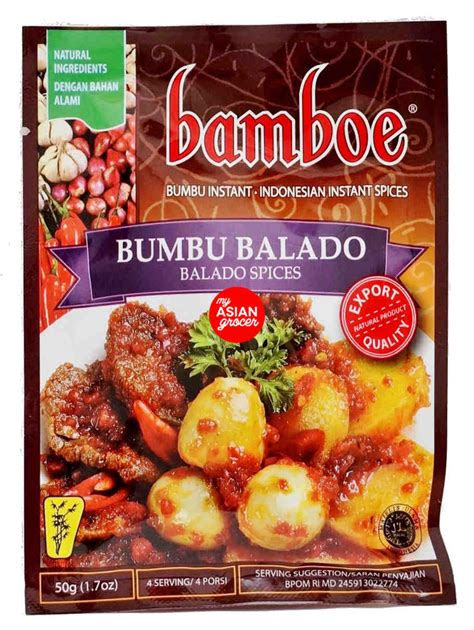 NATURAL
INGREDIENTS
DENGAN BAHAN
ALAMI
bamboe®
BUMBU INSTANT · INDONESIAN INSTANT SPICES
BUMBU BALADO
BALADO SPICES
my
ASIAN
grocer
EXPORT
NATURAL PRODUCT
QUALITY
HALAL
50g (1.7oz)
4 SERVING/ 4 PORSI
SERVING SUGGESTION/SARAN PENYAJIAN
BPOM RI MD 245913022774